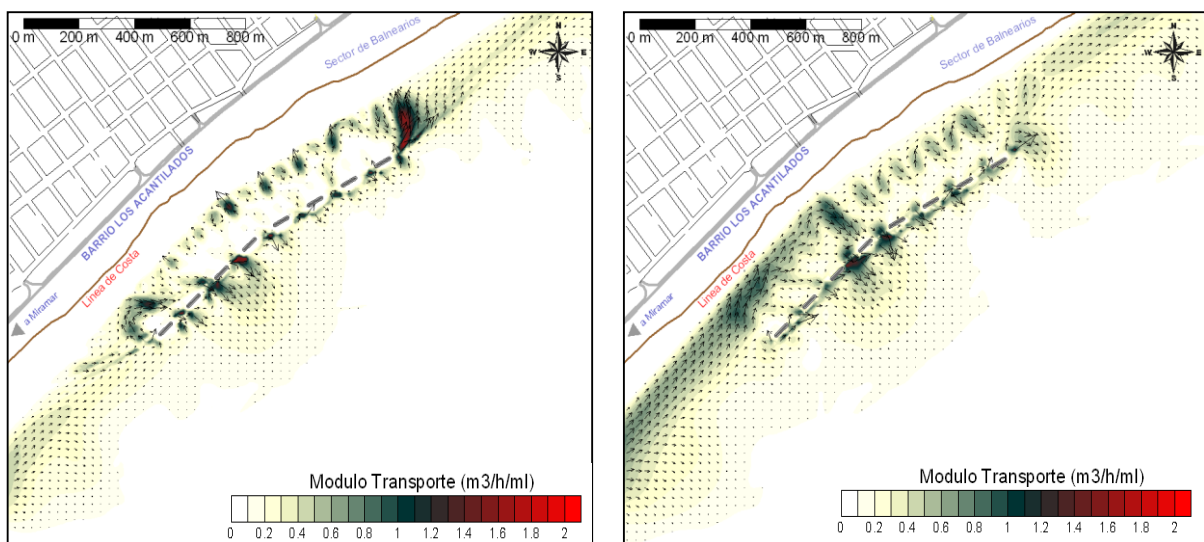 0 m 200 m 400 m 600 m 800 m
N
W E
S
Sector de Balnearios
BARRIO LOS ACANTILADOS
Linea de Costa
a Miramar
Modulo Transporte (m3/h/ml)
0 0.2 0.4 0.6 0.8 1 1.2 1.4 1.6 1.8 2
0 m 200 m 400 m 600 m 800 m
N
W E
S
Sector de Balnearios
BARRIO LOS ACANTILADOS
Linea de Costa
a Miramar
Modulo Transporte (m3/h/ml)
0 0.2 0.4 0.6 0.8 1 1.2 1.4 1.6 1.8 2